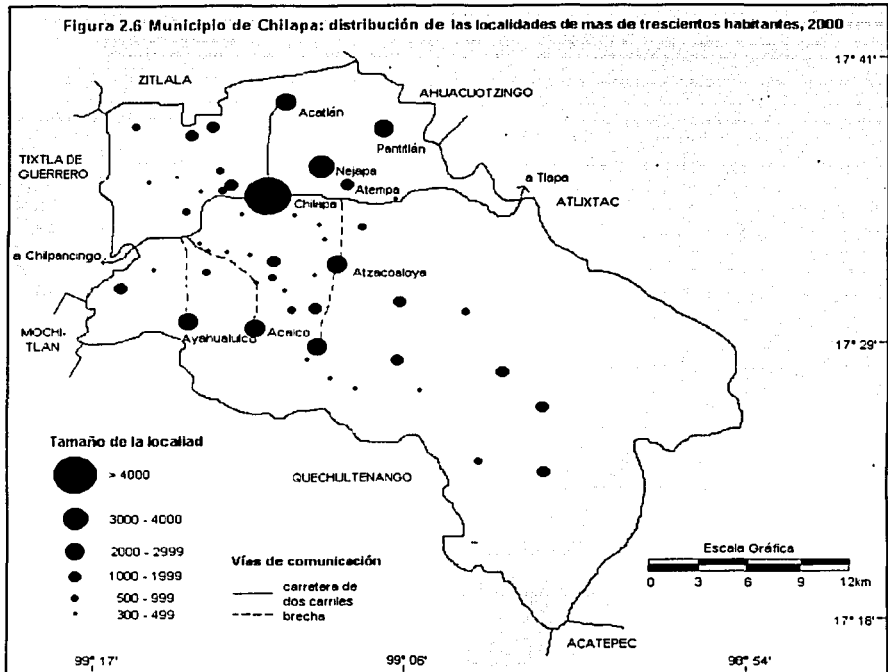 Figura 2.6 Municipio de Chilapa: distribución de las localidades de mas de trescientos habitantes, 2000
17° 41'
ZITLALA
AHUACUOTZINGO
Acatlán
Pantitlán
TIXTLA DE
GUERRERO
Nejapa
Atempa
a Tlapa
Chilapa
ATLIXTAC
a Chilpancingo
Atzacoaloya
MOCHI-
TLAN
Ayahualulco
Acalco
17° 29'
Tamaño de la localiad
> 4000
QUECHULTENANGO
3000 - 4000
2000 - 2999
1000 - 1999
500 - 999
300 - 499
Vías de comunicación
carretera de
dos carriles
brecha
Escala Gráfica
0 3 6 9 12km
17° 16'
ACATEPEC
99° 17'
99° 06'
98° 54'